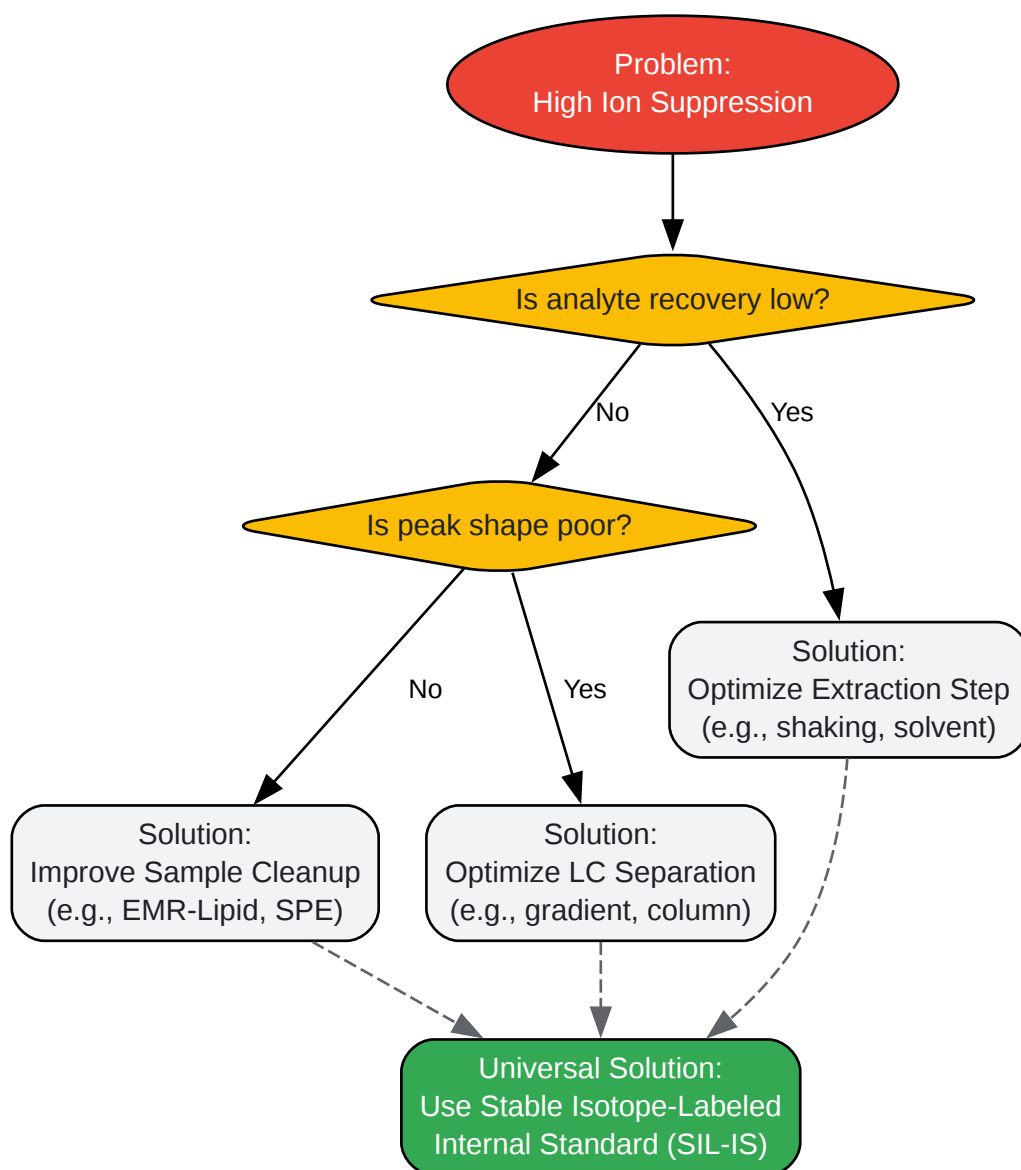 Problem:
High Ion Suppression
Is analyte recovery low?
No
Yes
Is peak shape poor?
No
Yes
Solution:
Optimize Extraction Step
(e.g., shaking, solvent)
Solution:
Improve Sample Cleanup
(e.g., EMR-Lipid, SPE)
Solution:
Optimize LC Separation
(e.g., gradient, column)
Universal Solution:
Use Stable Isotope-Labeled
Internal Standard (SIL-IS)